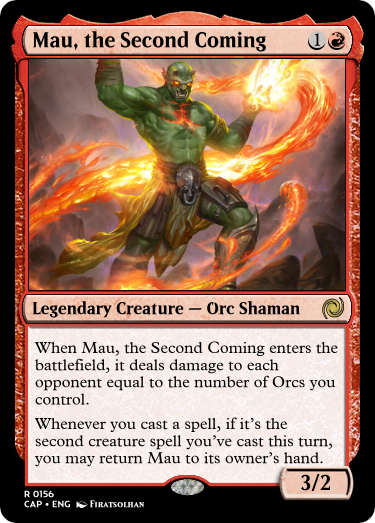 Mau, the Second Coming 1
Legendary Creature — Orc Shaman
When Mau, the Second Coming enters the
battlefield, it deals damage to each
opponent equal to the number of Orcs you
control.
Whenever you cast a spell, if it's the
second creature spell you've cast this turn,
you may return Mau to its owner's hand.
3/2
R 0156
CAP • ENG Firatsolhan